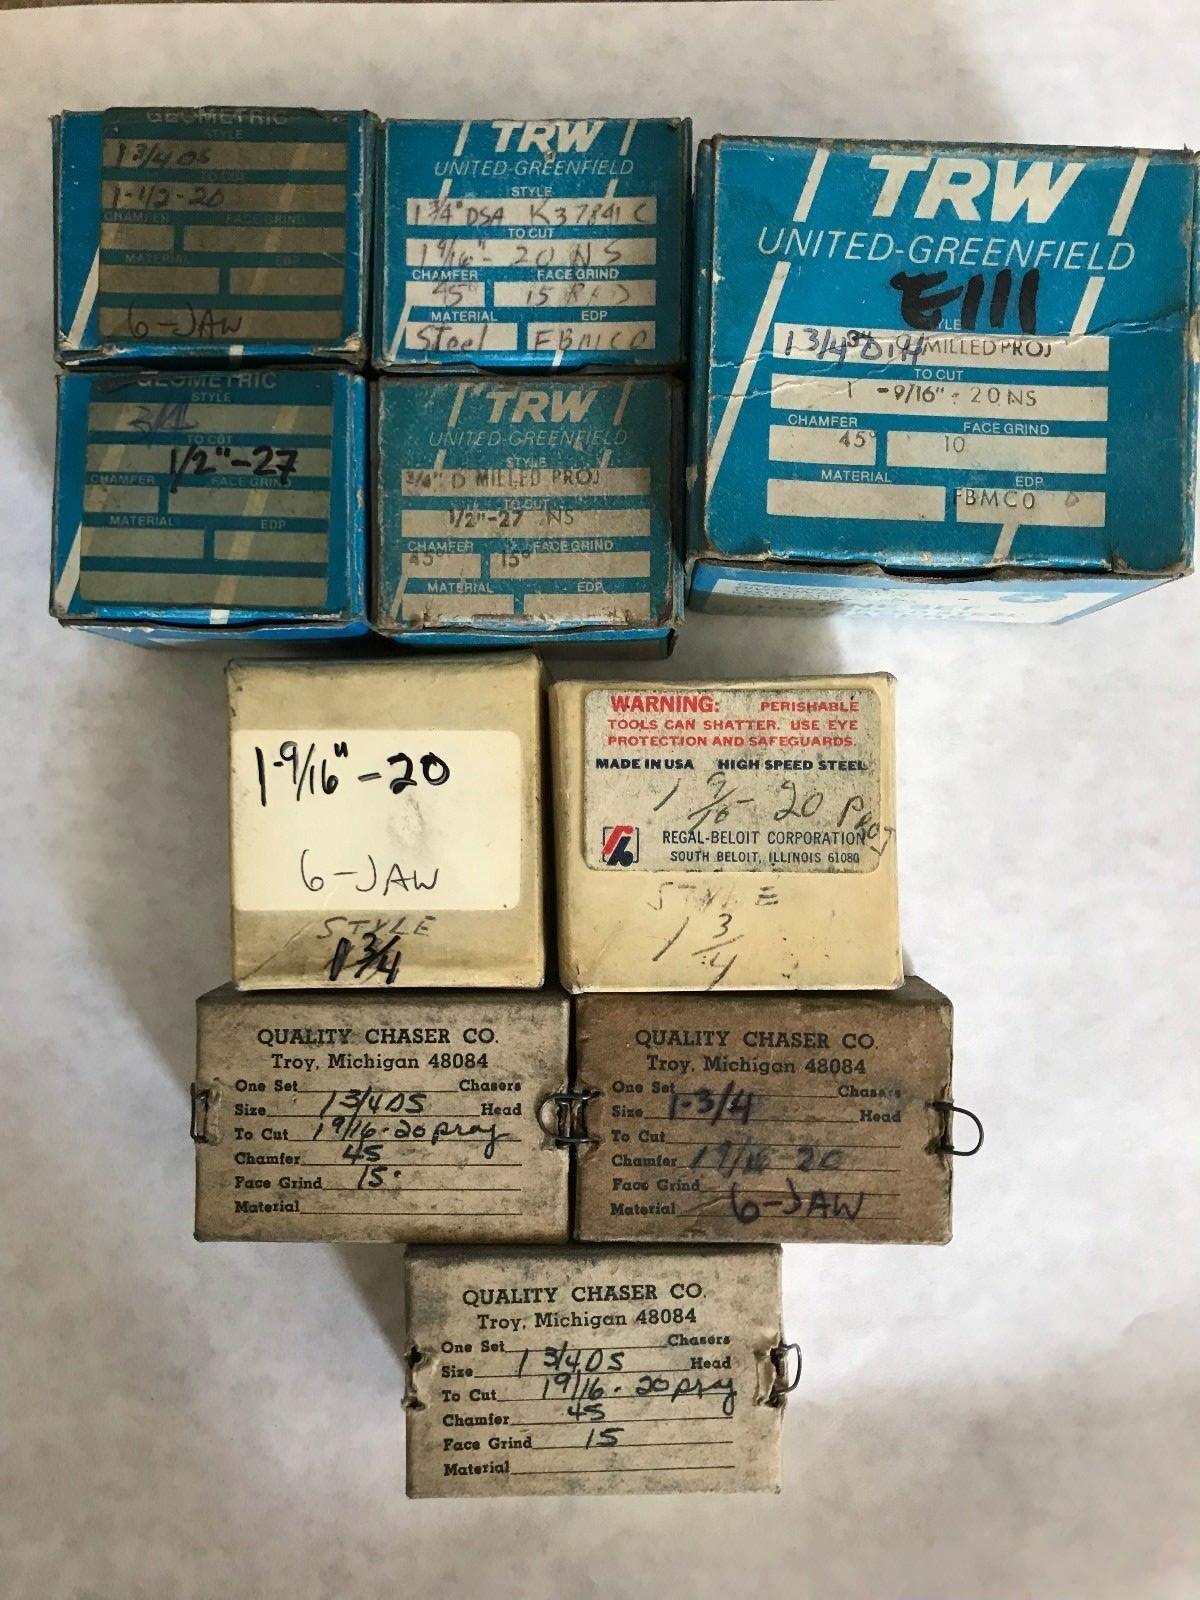 GEOMETRIC
STYLE
1 3/4 DS
TO CUT
1-1/2-20
CHAMFER FACE GRIND
MATERIAL EDP
6-JAW
TRW
UNITED-GREENFIELD
STYLE
1 3/4" DSA K37841C
TO CUT
1 9/16"- 20 NS
CHAMFER FACE GRIND
45° 15 RAD
MATERIAL EDP
Steel FBMCO
TRW
UNITED-GREENFIELD
E111
STYLE
1 3/4" MILLED PROJ
TO CUT
1 -9/16"- 20NS
CHAMFER FACE GRIND
45° 10
MATERIAL EDP
FBMCO
GEOMETRIC
STYLE
TO CUT
1/2"-27
CHAMFER FACE GRIND
MATERIAL EDP
TRW
UNITED-GREENFIELD
STYLE
3/4" D MILLED PROJ
TO CUT
1/2"-27 NS
CHAMFER FACE GRIND
45° 15°
MATERIAL EDP
1-9/16"-20
6-JAW
STYLE
1 3/4
WARNING: PERISHABLE
TOOLS CAN SHATTER. USE EYE
PROTECTION AND SAFEGUARDS.
MADE IN USA HIGH SPEED STEEL
1 9/16- 20 PROJ
REGAL-BELOIT CORPORATION
SOUTH BELOIT, ILLINOIS 61080
STYLE
1 3/4
QUALITY CHASER CO.
Troy, Michigan 48084
One Set Chasers
Size 1 3/4 DS Head
To Cut 1 9/16-20 proj
Chamfer 45
Face Grind 15°
Material
QUALITY CHASER CO.
Troy, Michigan 48084
One Set Chasers
Size 1-3/4 Head
To Cut
Chamfer 1 9/16 20
Face Grind
Material 6-JAW
QUALITY CHASER CO.
Troy, Michigan 48084
One Set Chasers
Size 1 3/4 DS Head
To Cut 1 9/16-20 proj
Chamfer 45
Face Grind 15
Material